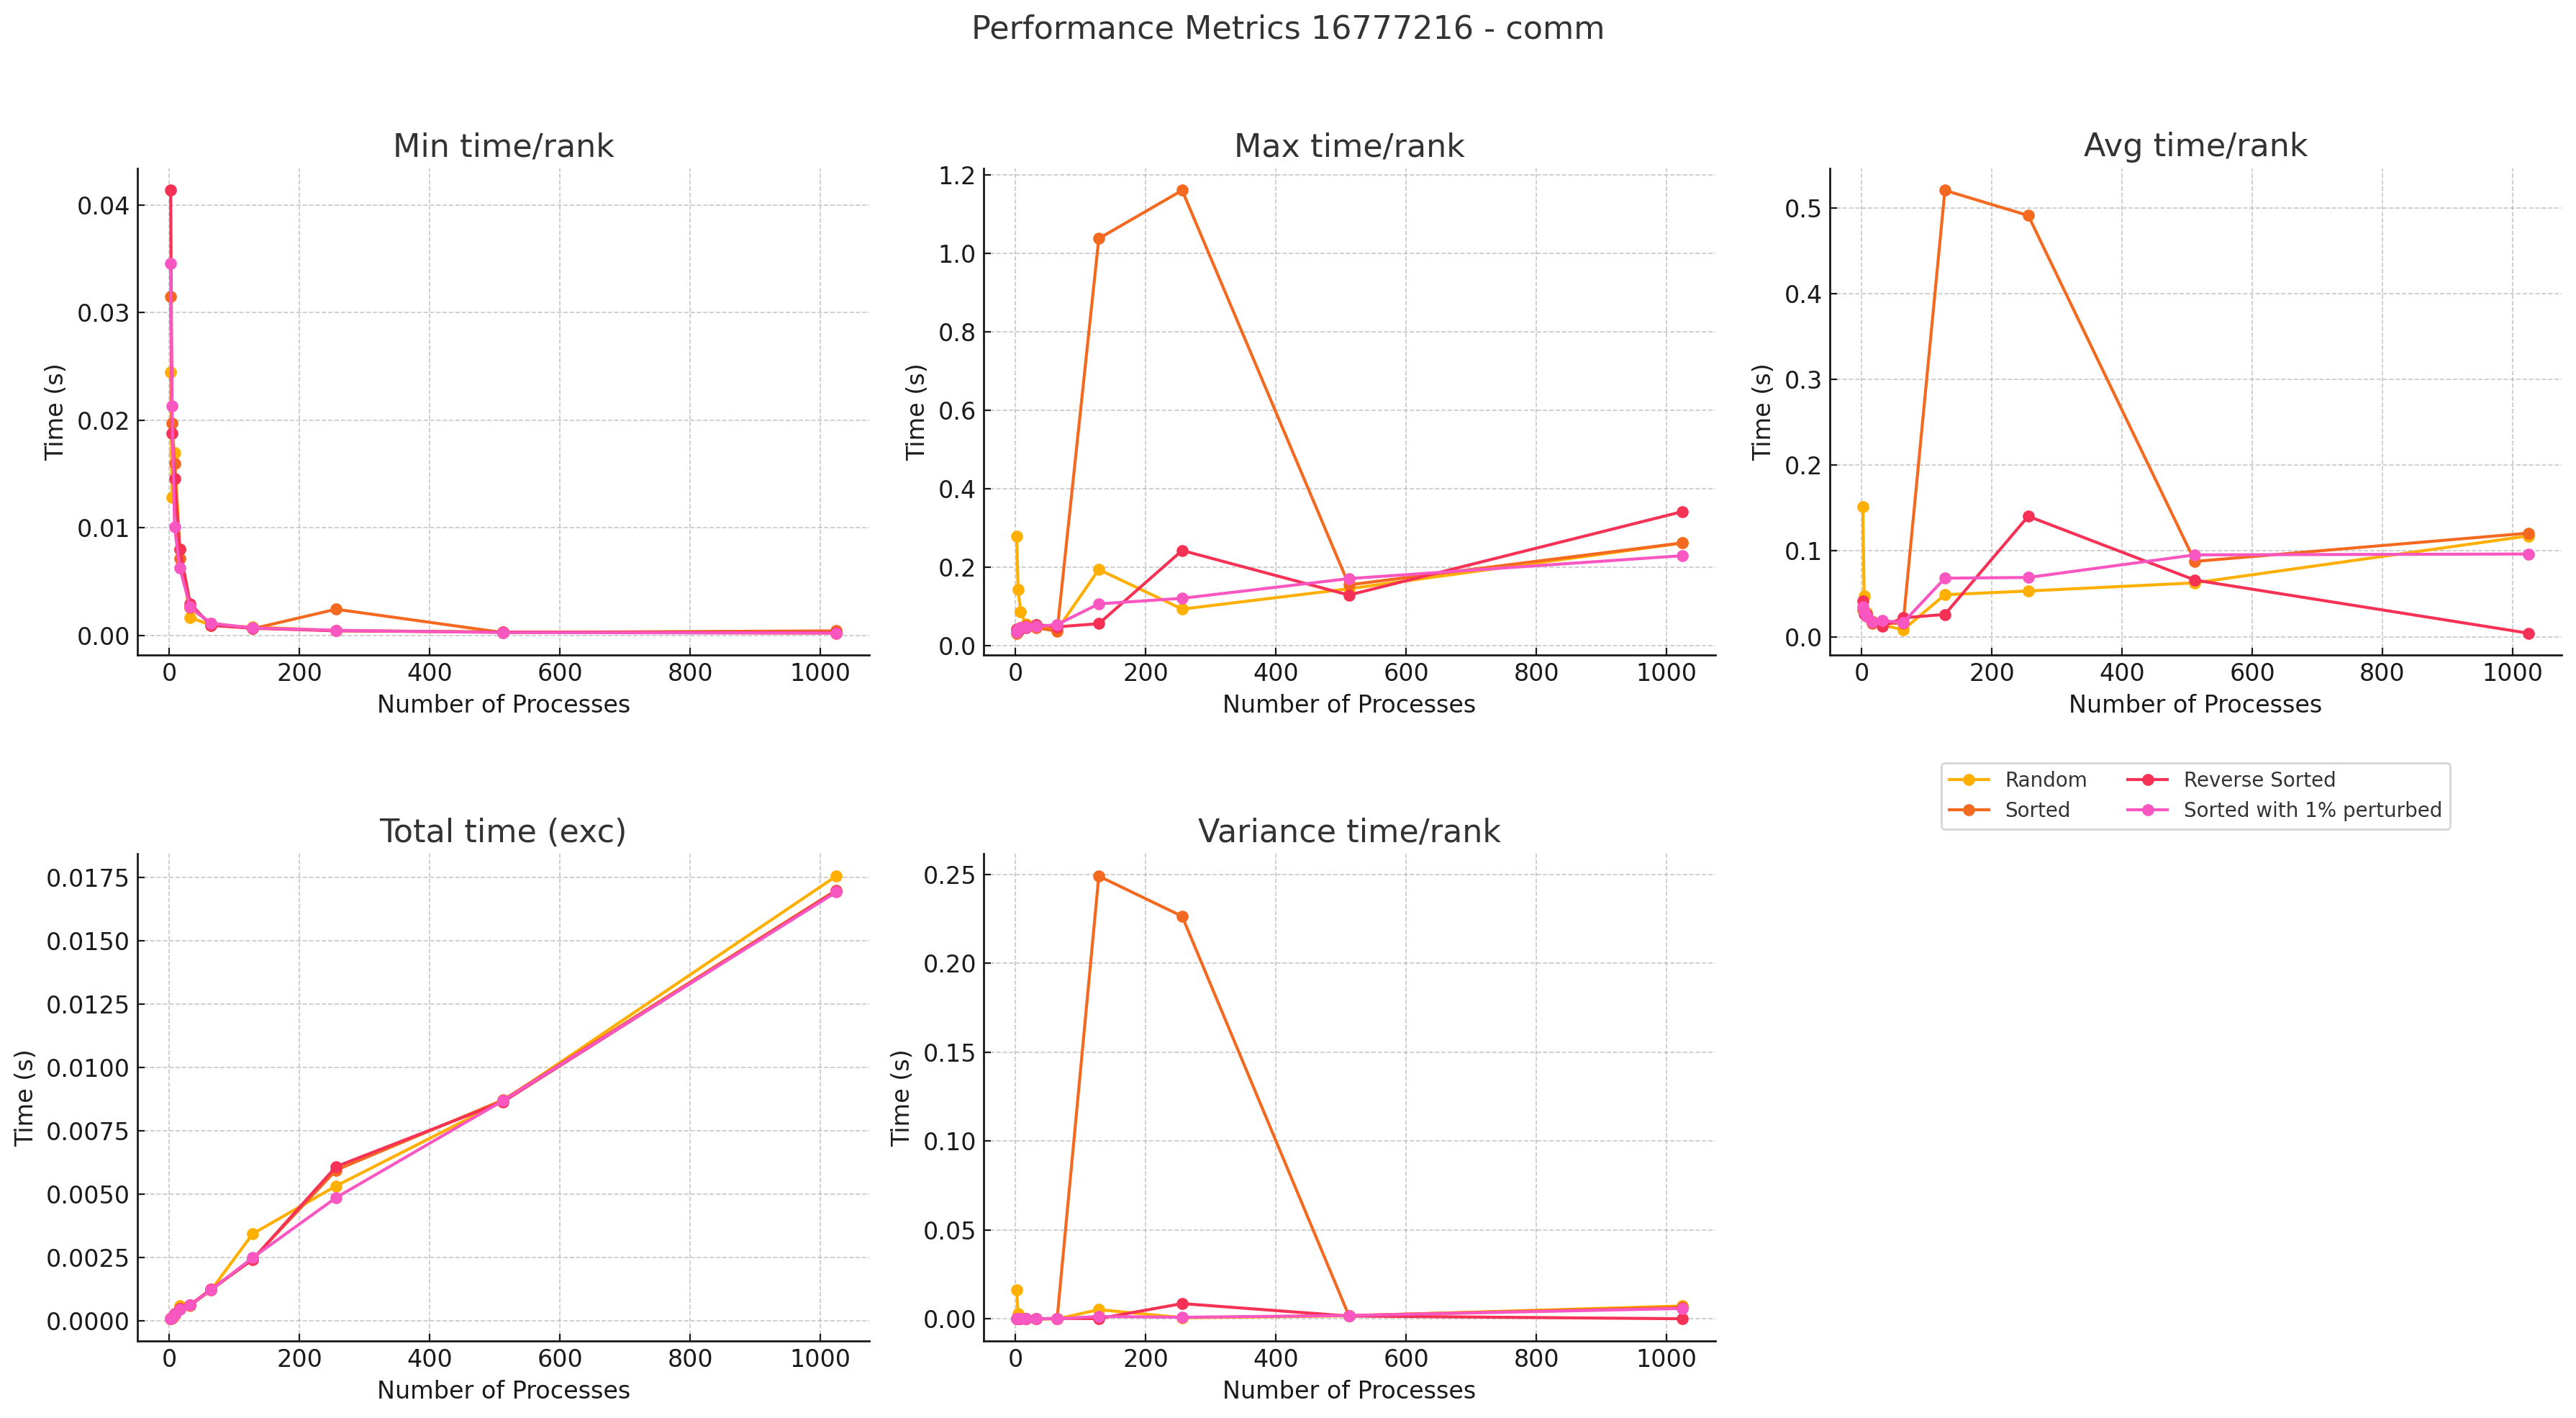 Performance Metrics 16777216 - comm
Min time/rank
Time (s)
0.04
0.03
0.02
0.01
0.00
0 200 400 600 800 1000
Number of Processes
Max time/rank
Time (s)
1.2
1.0
0.8
0.6
0.4
0.2
0.0
0 200 400 600 800 1000
Number of Processes
Avg time/rank
Time (s)
0.5
0.4
0.3
0.2
0.1
0.0
0 200 400 600 800 1000
Number of Processes
Random
Sorted
Reverse Sorted
Sorted with 1% perturbed
Total time (exc)
Time (s)
0.0175
0.0150
0.0125
0.0100
0.0075
0.0050
0.0025
0.0000
0 200 400 600 800 1000
Number of Processes
Variance time/rank
Time (s)
0.25
0.20
0.15
0.10
0.05
0.00
0 200 400 600 800 1000
Number of Processes